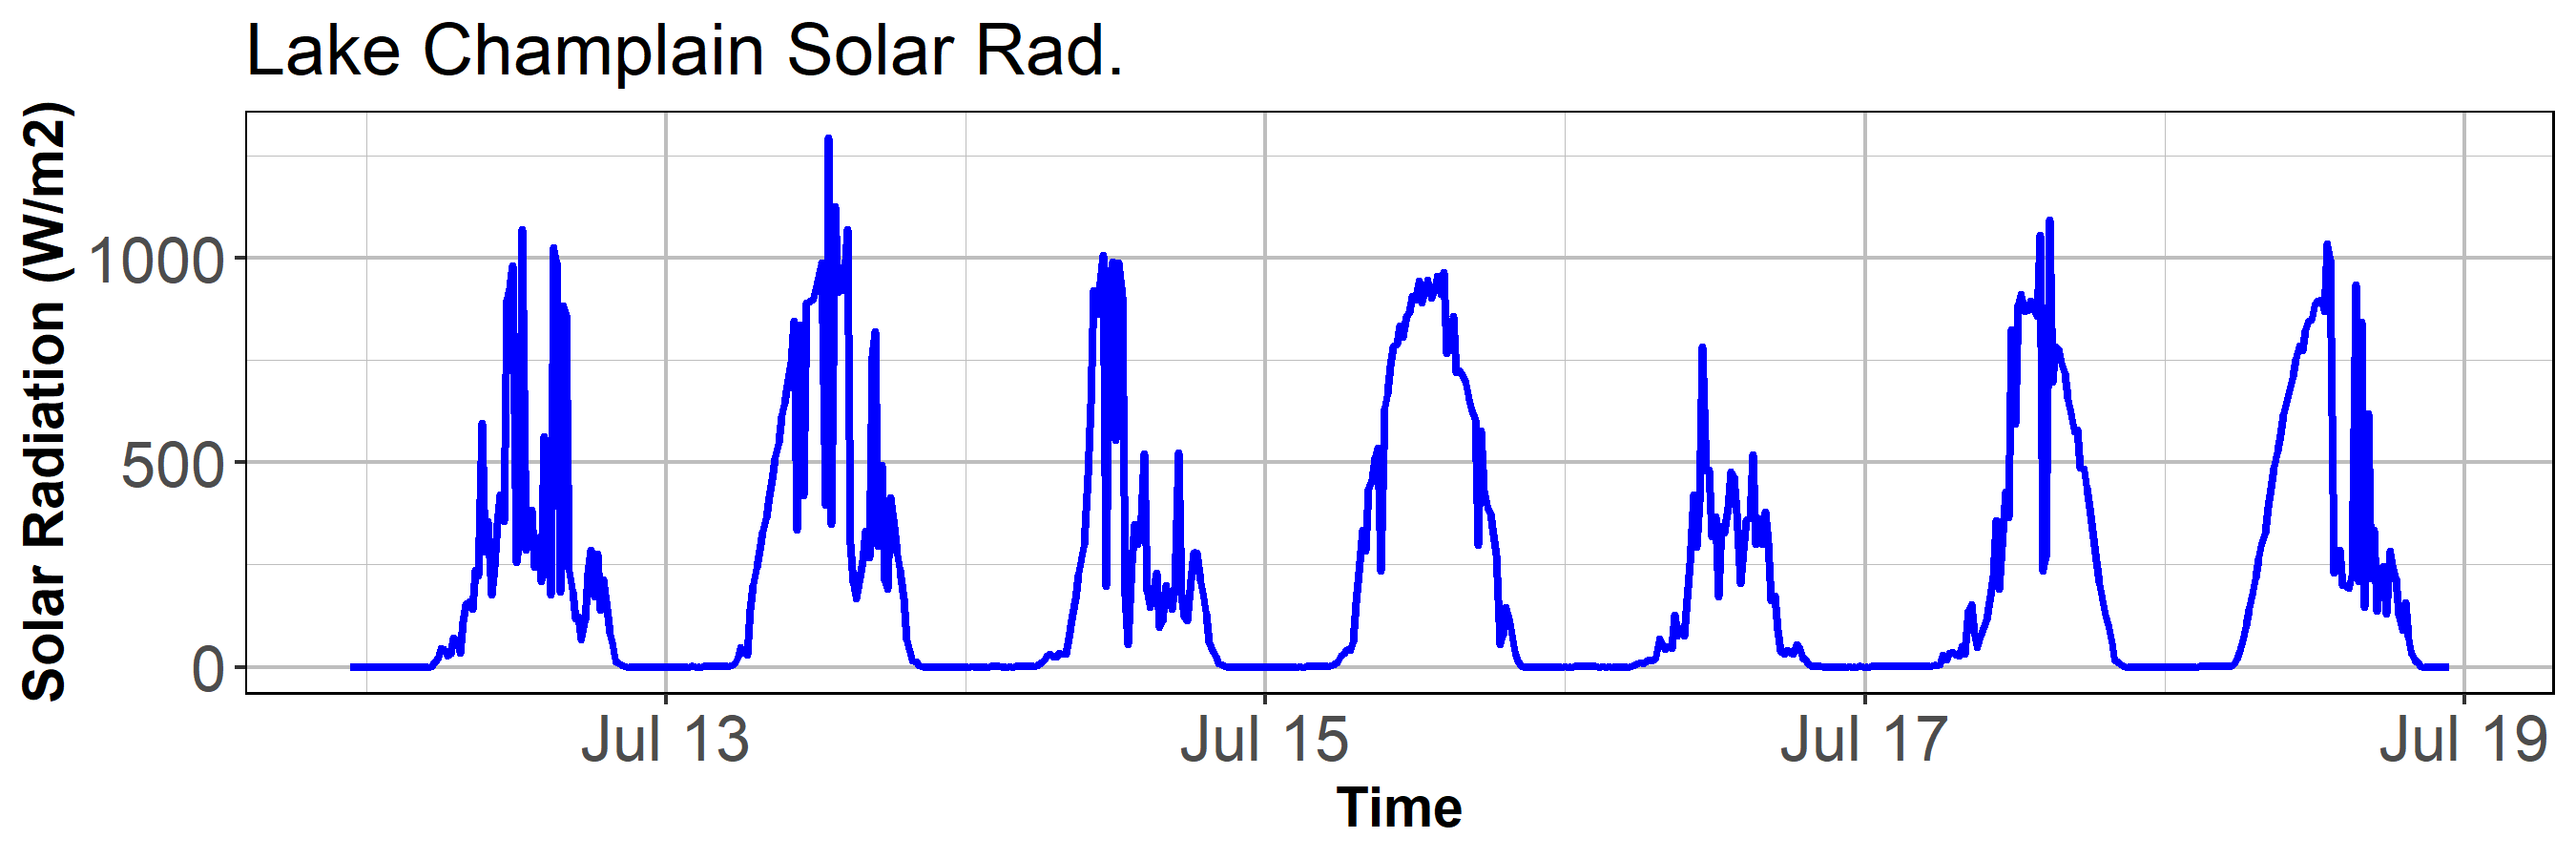 Lake Champlain Solar Rad.
Solar Radiation (W/m2)
1000
500
0
Jul 13
Jul 15
Jul 17
Jul 19
Time